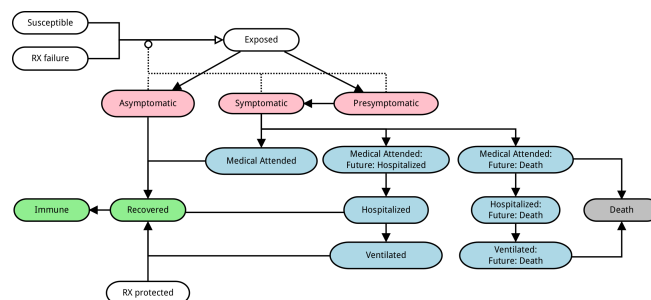 Susceptible
Exposed
RX failure
Asymptomatic
Symptomatic
Presymptomatic
Medical Attended
Medical Attended:
Future: Hospitalized
Medical Attended:
Future: Death
Immune
Recovered
Hospitalized
Hospitalized:
Future: Death
Death
Ventilated
Ventilated:
Future: Death
RX protected